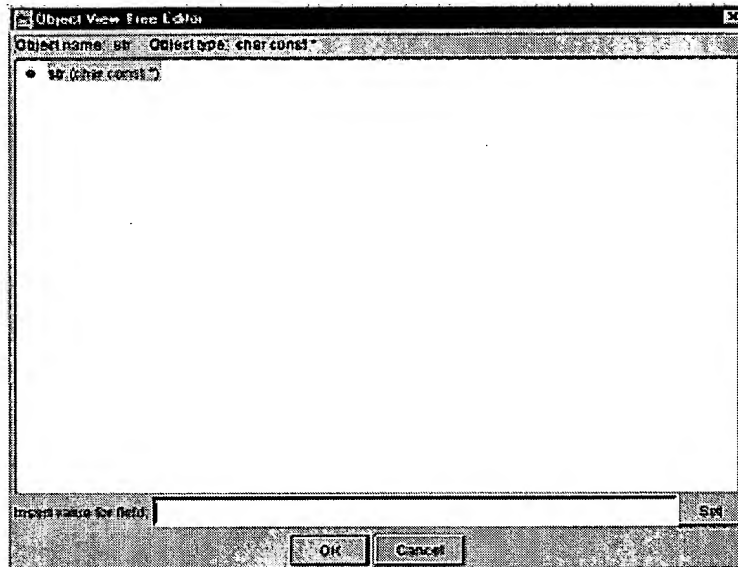 Object View Tree Editor
Object name: str Object type: char const *
str (char const *)
Insert value for field:
Set
OK Cancel